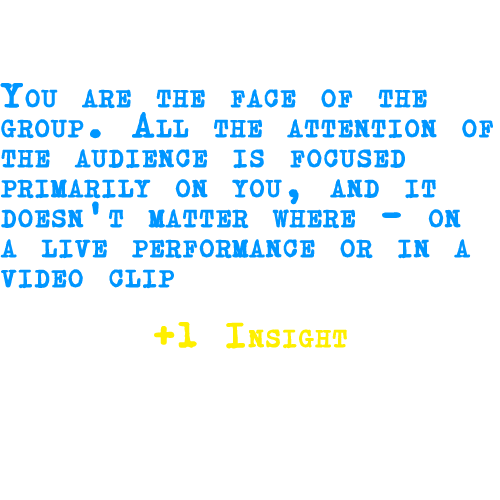 You are the face of the
group. All the attention of
the audience is focused
primarily on you, and it
doesn't matter where – on
a live performance or in a
video clip
+1 Insight